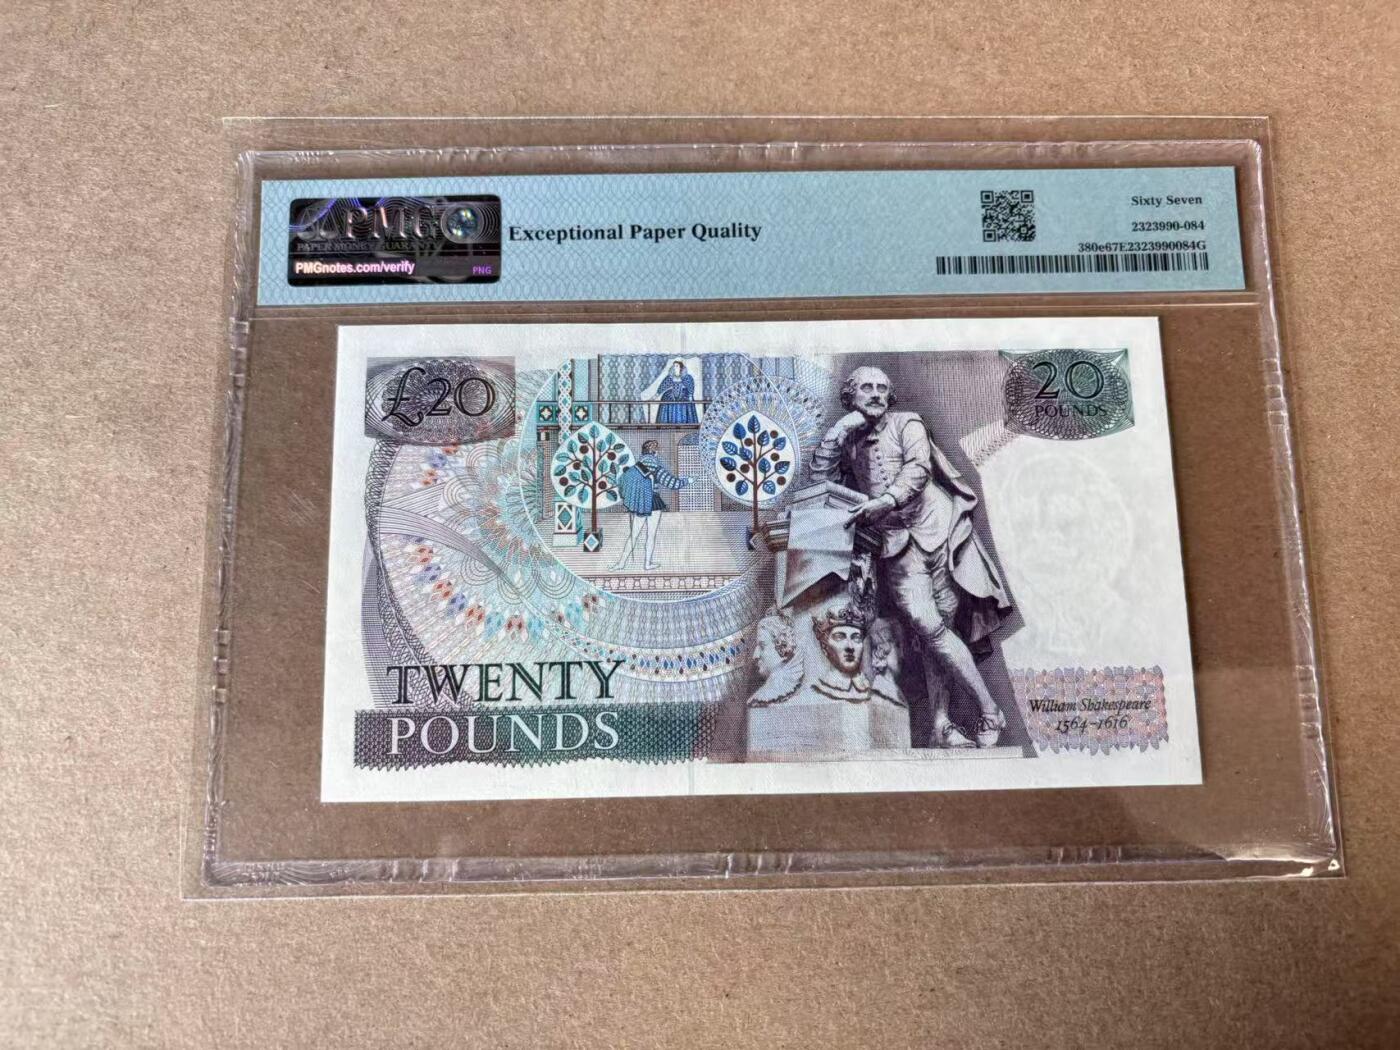 PMG
PAPER MONEY GUARANTY
PMGnotes.com/verify
PNG
Exceptional Paper Quality
Sixty Seven
2323990-084
380e67E2323990084G
£20
20
POUNDS
TWENTY
POUNDS
William Shakespeare
1564-1616